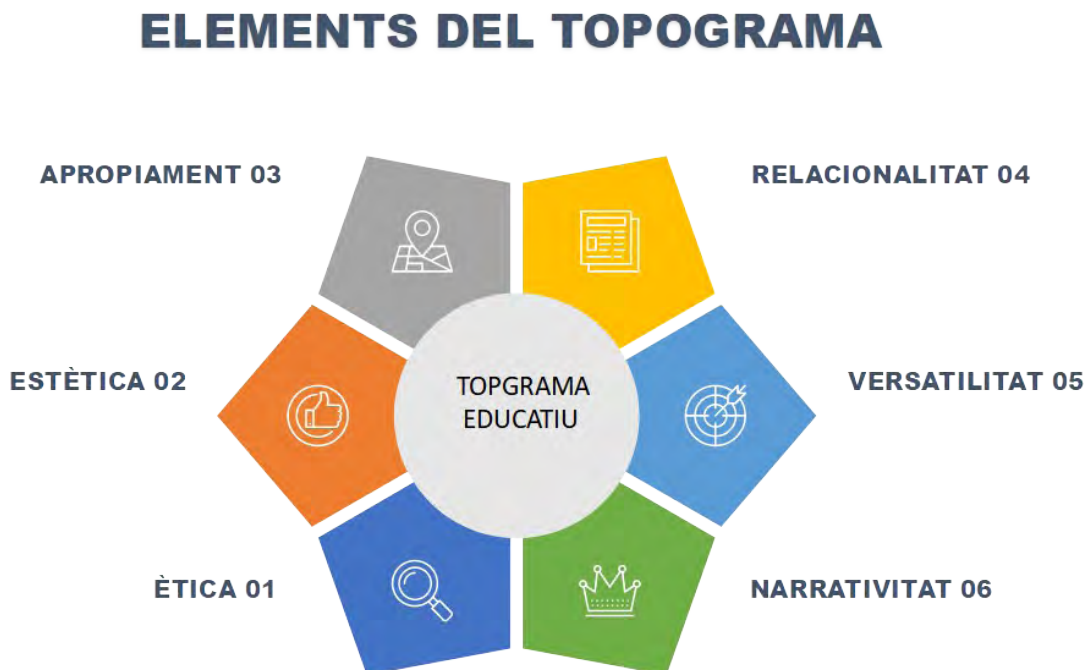 ELEMENTS DEL TOPOGRAMA
APROPIAMENT 03
RELACIONALITAT 04
ESTÈTICA 02
TOPGRAMA
EDUCATIU
VERSATILITAT 05
ÈTICA 01
NARRATIVITAT 06